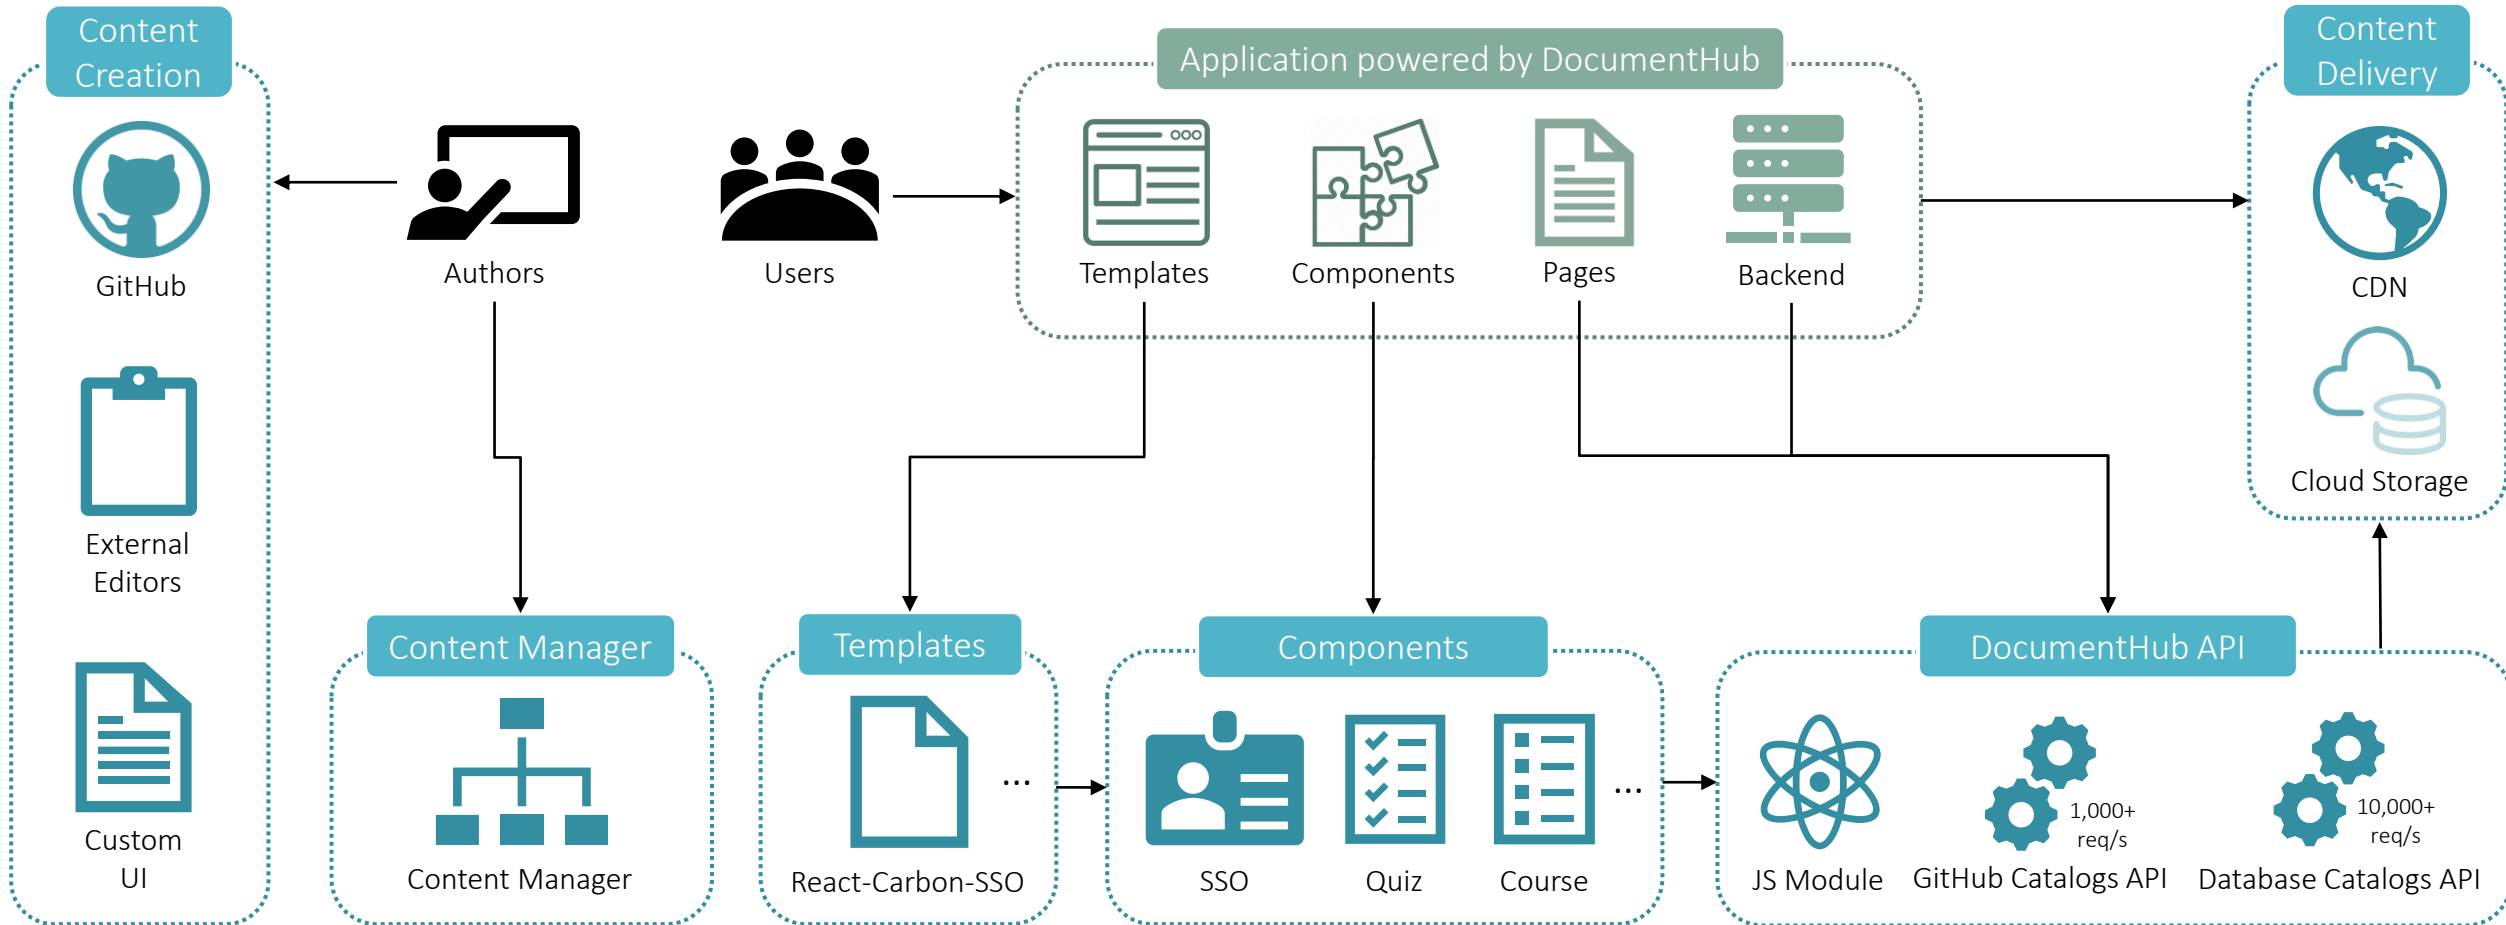 Content
Creation
GitHub
External
Editors
Custom
UI
Authors
Users
Application powered by DocumentHub
Templates
Components
Pages
Backend
Content
Delivery
CDN
Cloud Storage
Content Manager
Content Manager
Templates
...
React-Carbon-SSO
Components
SSO
Quiz
Course
...
DocumentHub API
JS Module
1,000+
req/s
GitHub Catalogs API
10,000+
req/s
Database Catalogs API